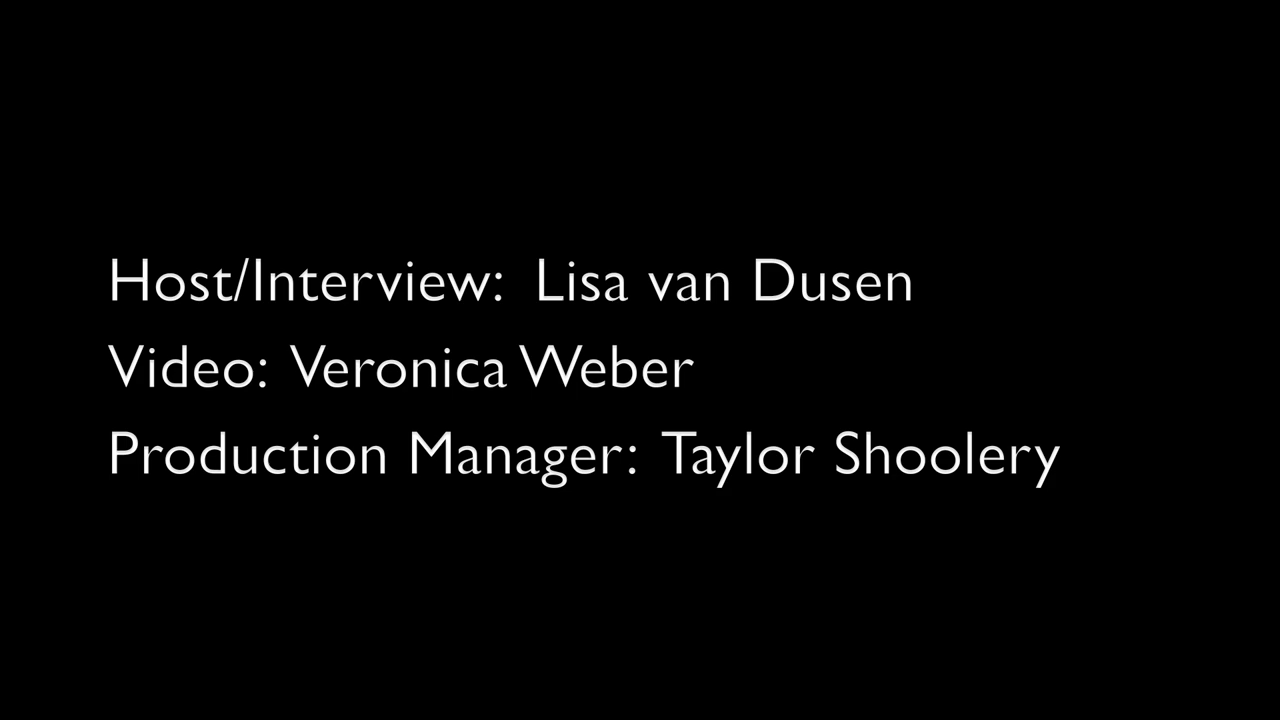 Host/Interview: Lisa van Dusen
Video: Veronica Weber
Production Manager: Taylor Shoolery